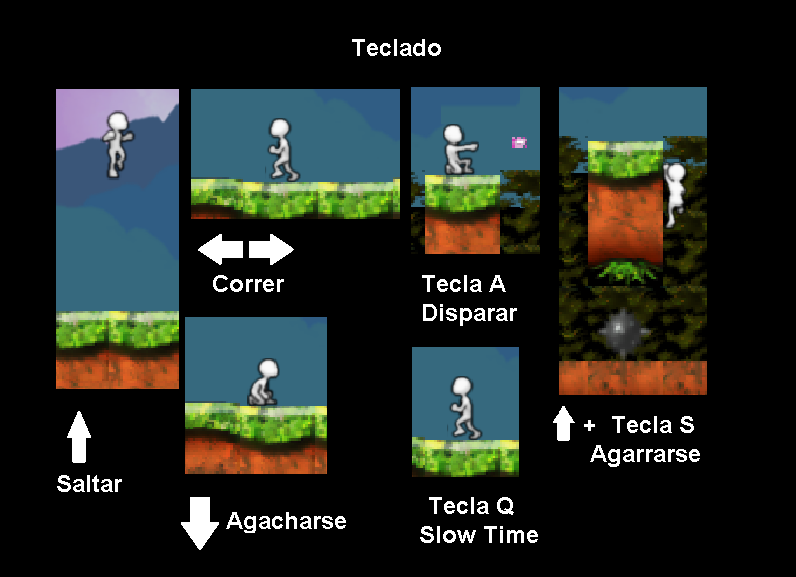 Teclado
Saltar
Correr
Agacharse
Tecla A
Disparar
Tecla Q
Slow Time
+ Tecla S
Agarrarse